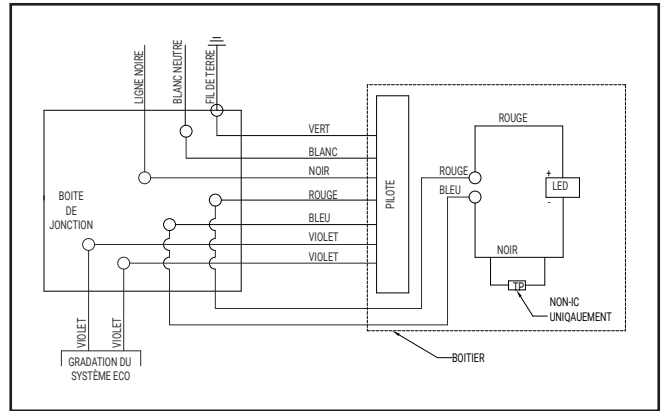 LIGNE NOIRE
BLANC NEUTRE
FIL DE TERRE
VERT
BLANC
NOIR
ROUGE
BLEU
VIOLET
VIOLET
BOITE
DE
JONCTION
PILOTE
ROUGE
ROUGE
BLEU
+
LED
-
NOIR
TP
NON-IC
UNIQAUEMENT
BOITIER
VIOLET
VIOLET
GRADATION DU
SYSTÈME ECO